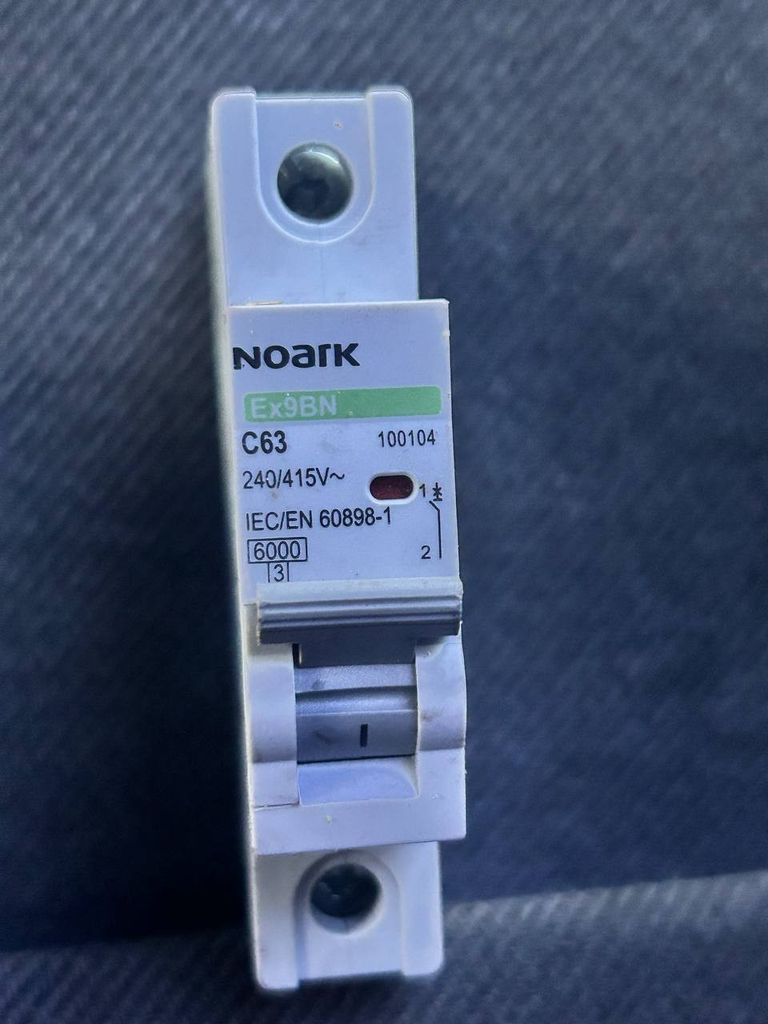 NOARK
Ex9BN
C63 100104
240/415V~
IEC/EN 60898-1
6000
3
1
2
I